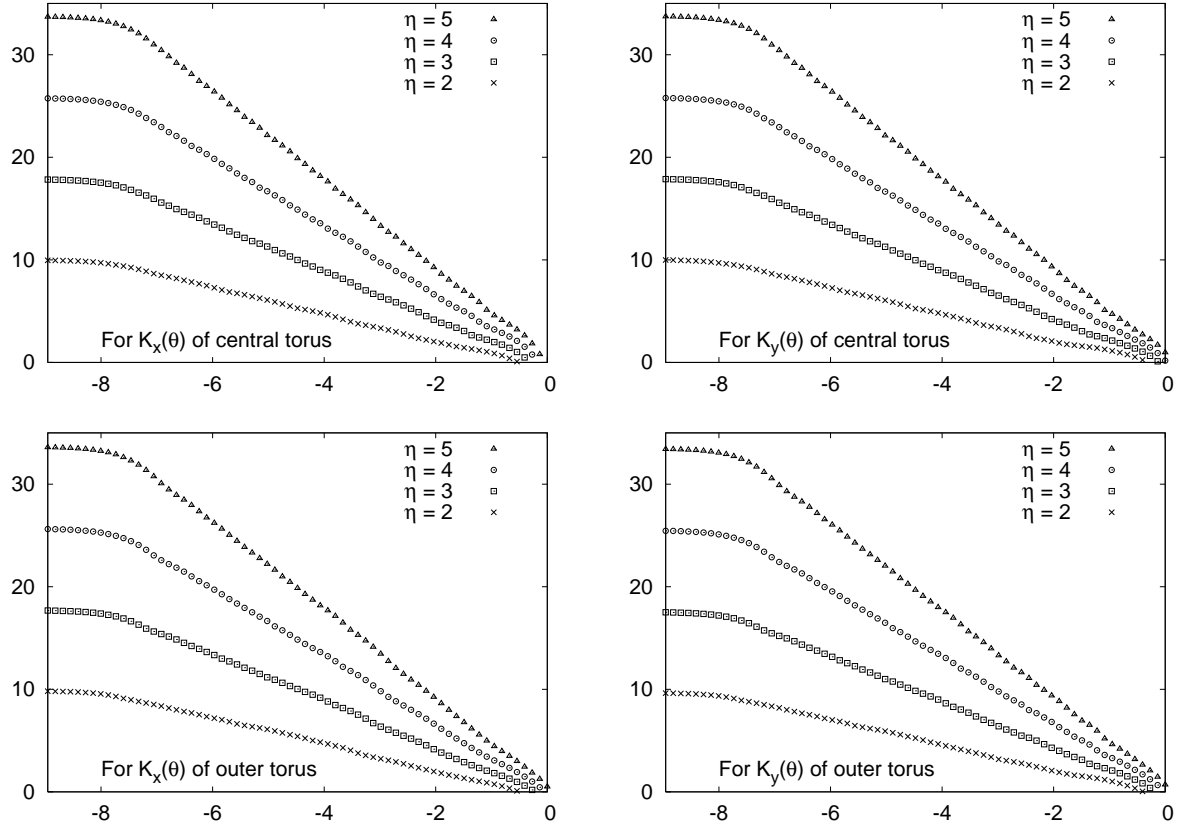 η = 5
η = 4
η = 3
η = 2
30
20
10
0
For Kx(θ) of central torus
-8 -6 -4 -2 0
η = 5
η = 4
η = 3
η = 2
30
20
10
0
For Ky(θ) of central torus
-8 -6 -4 -2 0
η = 5
η = 4
η = 3
η = 2
30
20
10
0
For Kx(θ) of outer torus
-8 -6 -4 -2 0
η = 5
η = 4
η = 3
η = 2
30
20
10
0
For Ky(θ) of outer torus
-8 -6 -4 -2 0